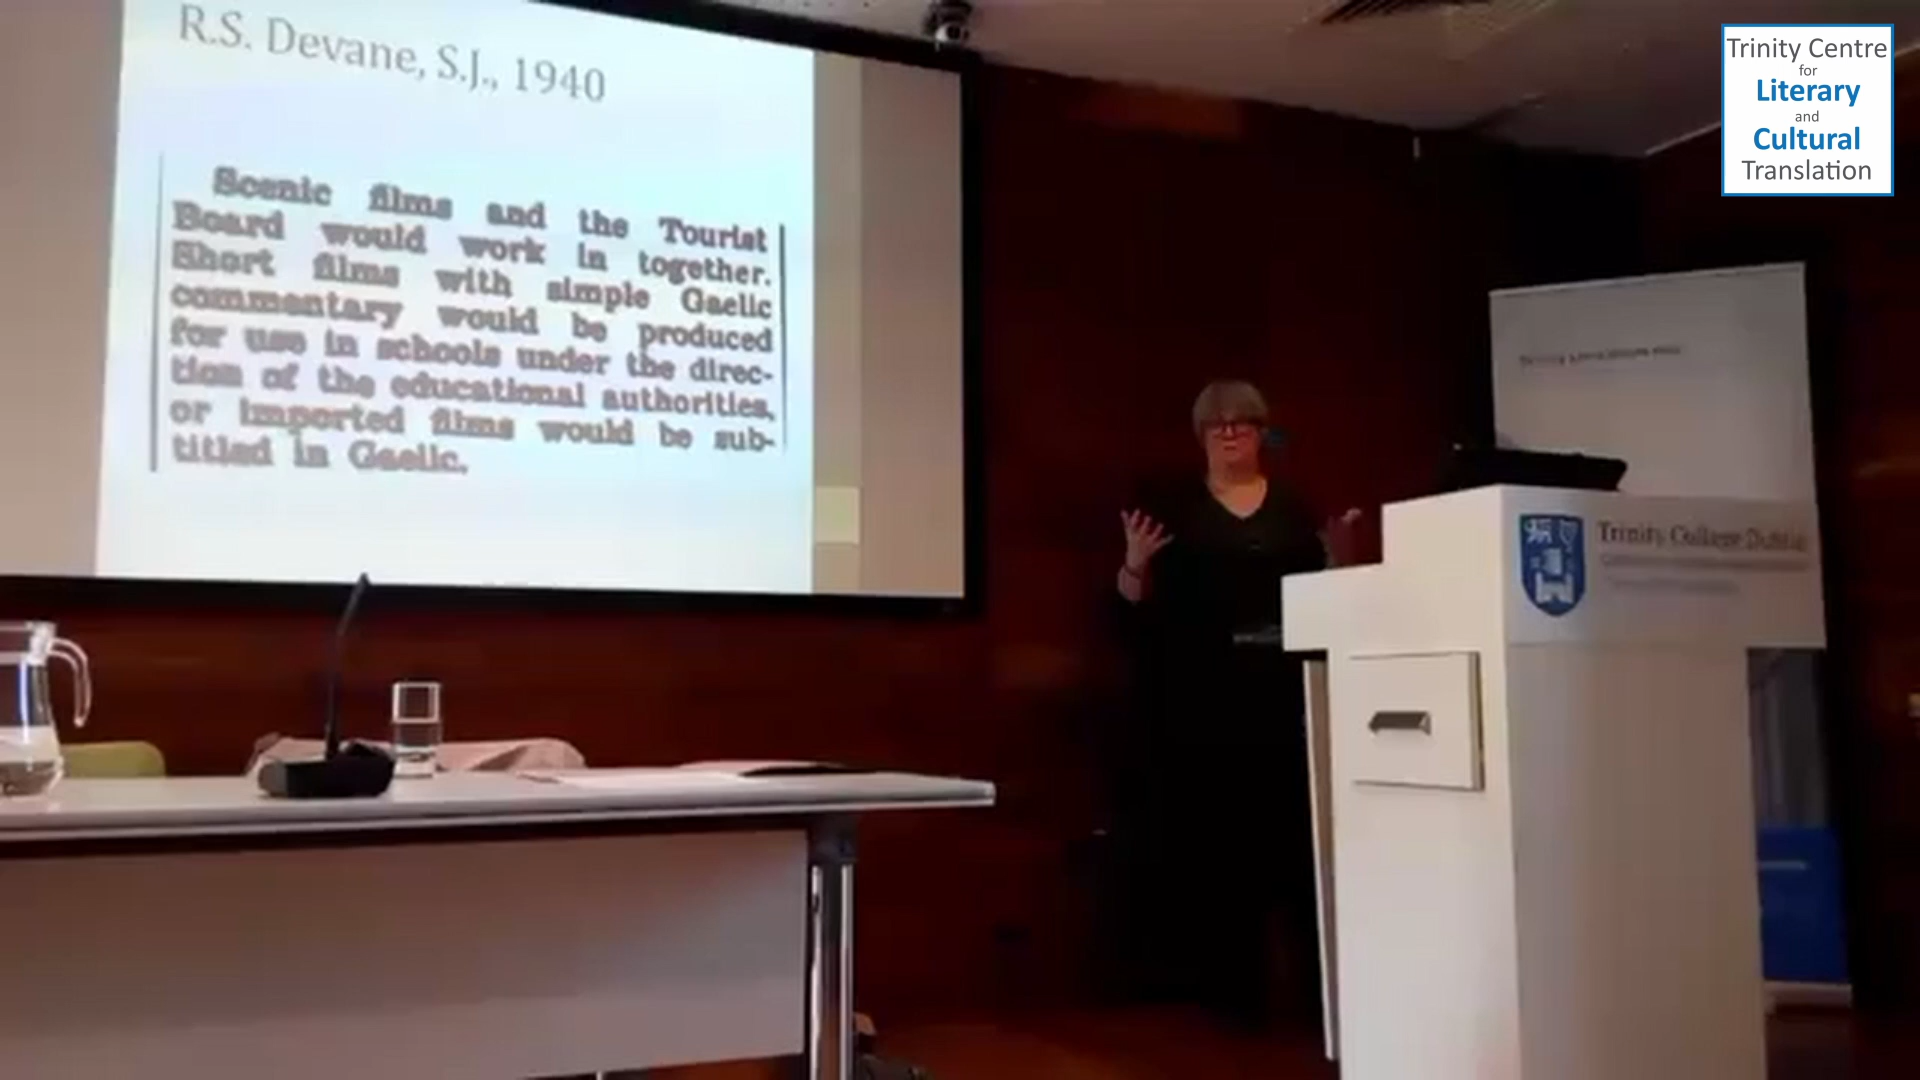 R.S. Devane, S.J., 1940
Scenic films and the Tourist
Board would work in together.
Short films with simple Gaelic
commentary would be produced
for use in schools under the direc-
tion of the educational authorities,
or imported films would be sub-
titled in Gaelic.
Trinity Centre
for
Literary
and
Cultural
Translation
Trinity College Dublin